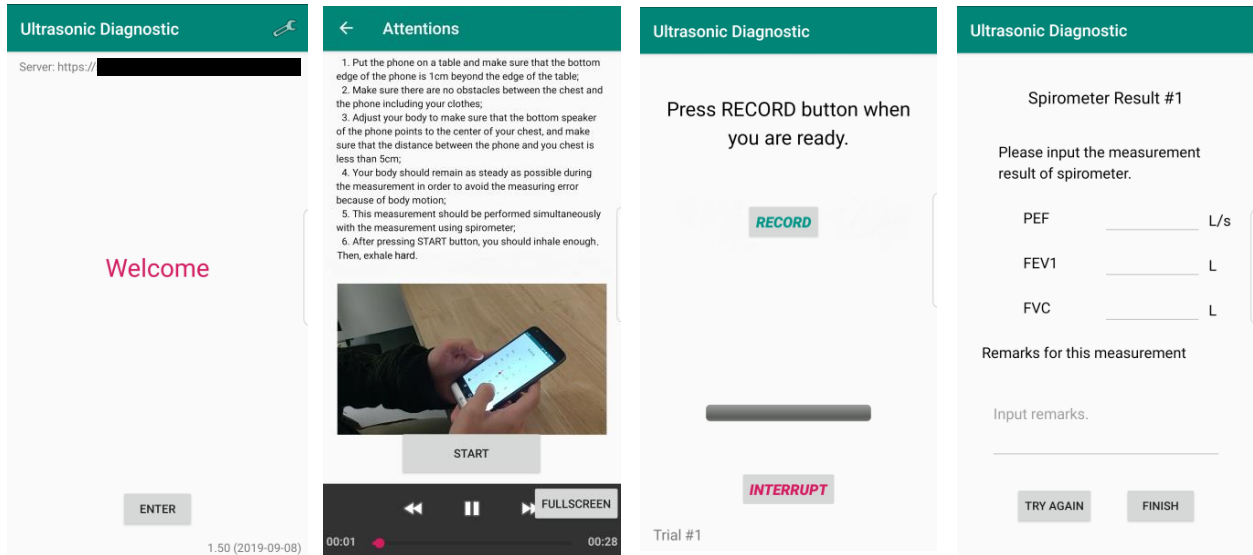 Ultrasonic Diagnostic
Server: https://
Welcome
ENTER
1.50 (2019-09-08)
Attentions
1. Put the phone on a table and make sure that the bottom
edge of the phone is 1cm beyond the edge of the table;
2. Make sure there are no obstacles between the chest and
the phone including your clothes;
3. Adjust your body to make sure that the bottom speaker
of the phone points to the center of your chest, and make
sure that the distance between the phone and you chest is
less than 5cm;
4. Your body should remain as steady as possible during
the measurement in order to avoid the measuring error
because of body motion;
5. This measurement should be performed simultaneously
with the measurement using spirometer;
6. After pressing START button, you should inhale enough.
Then, exhale hard.
START
FULLSCREEN
00:01
00:28
Ultrasonic Diagnostic
Press RECORD button when
you are ready.
RECORD
INTERRUPT
Trial #1
Ultrasonic Diagnostic
Spirometer Result #1
Please input the measurement
result of spirometer.
PEF L/s
FEV1 L
FVC L
Remarks for this measurement
Input remarks.
TRY AGAIN
FINISH